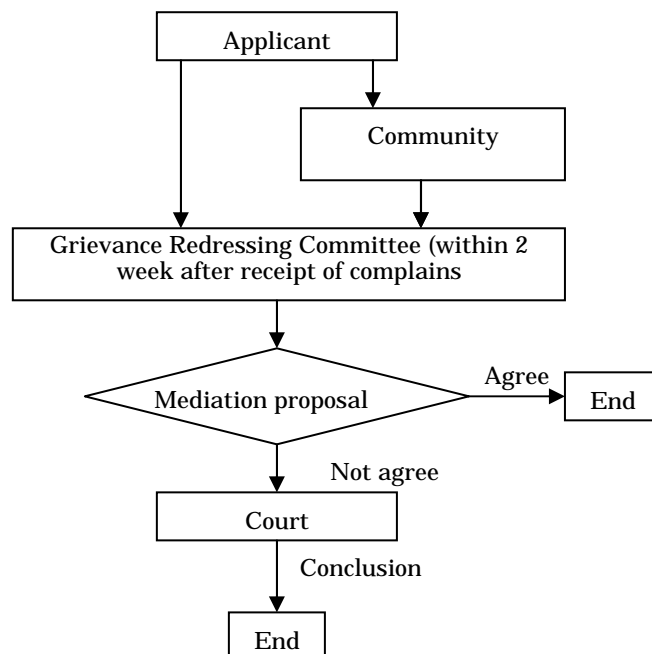 Applicant
Community
Grievance Redressing Committee (within 2
week after receipt of complains
Mediation proposal
Agree
End
Not agree
Court
Conclusion
End